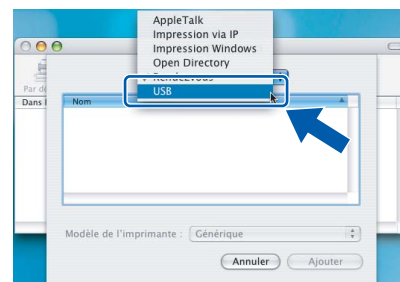 AppleTalk
Impression via IP
Impression Windows
Open Directory
Rendezvous
USB
Par dé
Dans l
Nom
Modèle de l'imprimante :
Générique
Annuler
Ajouter